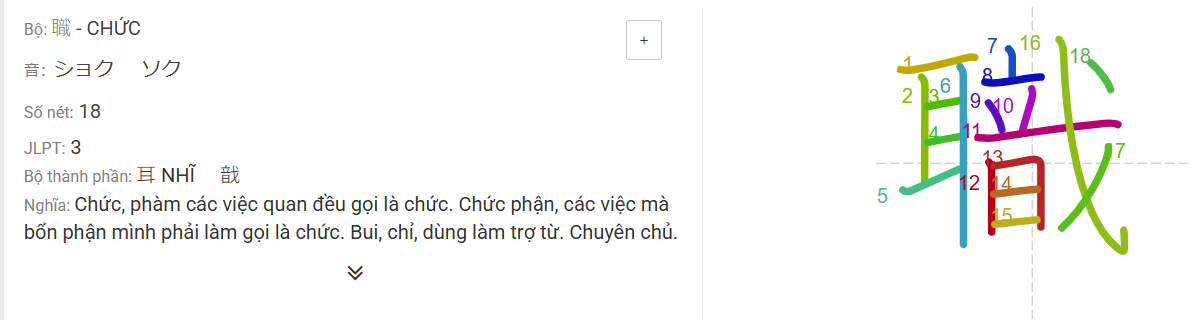 Bộ: 職 - CHỨC
+
音: ショク ソク
Số nét: 18
JLPT: 3
Bộ thành phần: 耳 NHĨ 戠
Nghĩa: Chức, phàm các việc quan đều gọi là chức. Chức phận, các việc mà
bổn phận mình phải làm gọi là chức. Bui, chỉ, dùng làm trợ từ. Chuyên chủ.
職
1
2
3
4
5
6
7
8
9
10
11
12
13
14
15
16
7
18